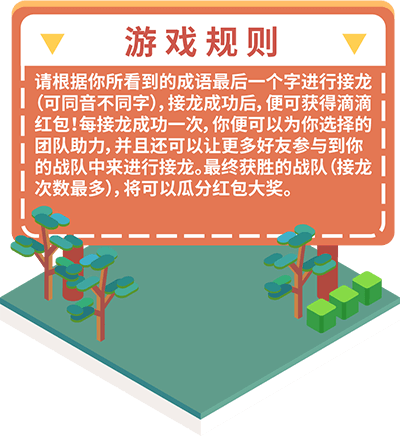 游戏规则
请根据你所看到的成语最后一个字进行接龙
(可同音不同字)，接龙成功后，便可获得滴滴
红包！每接龙成功一次，你便可以为你选择的
团队助力，并且还可以让更多好友参与到你
的战队中来进行接龙。最终获胜的战队(接龙
次数最多)，将可以瓜分红包大奖。